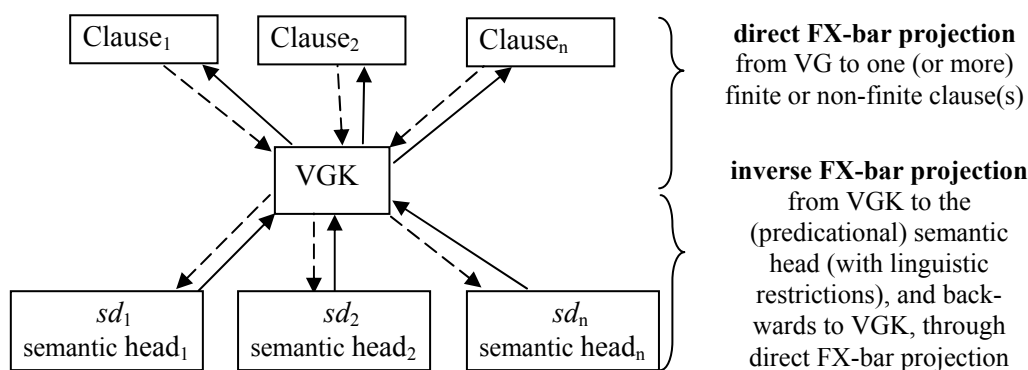 Clause₁ Clause₂ Clauseₙ
direct FX-bar projection
from VG to one (or more)
finite or non-finite clause(s)
VGK
inverse FX-bar projection
from VGK to the
(predicational) semantic
head (with linguistic
restrictions), and back-
wards to VGK, through
direct FX-bar projection
sd₁ sd₂ sdₙ
semantic head₁ semantic head₂ semantic headₙ